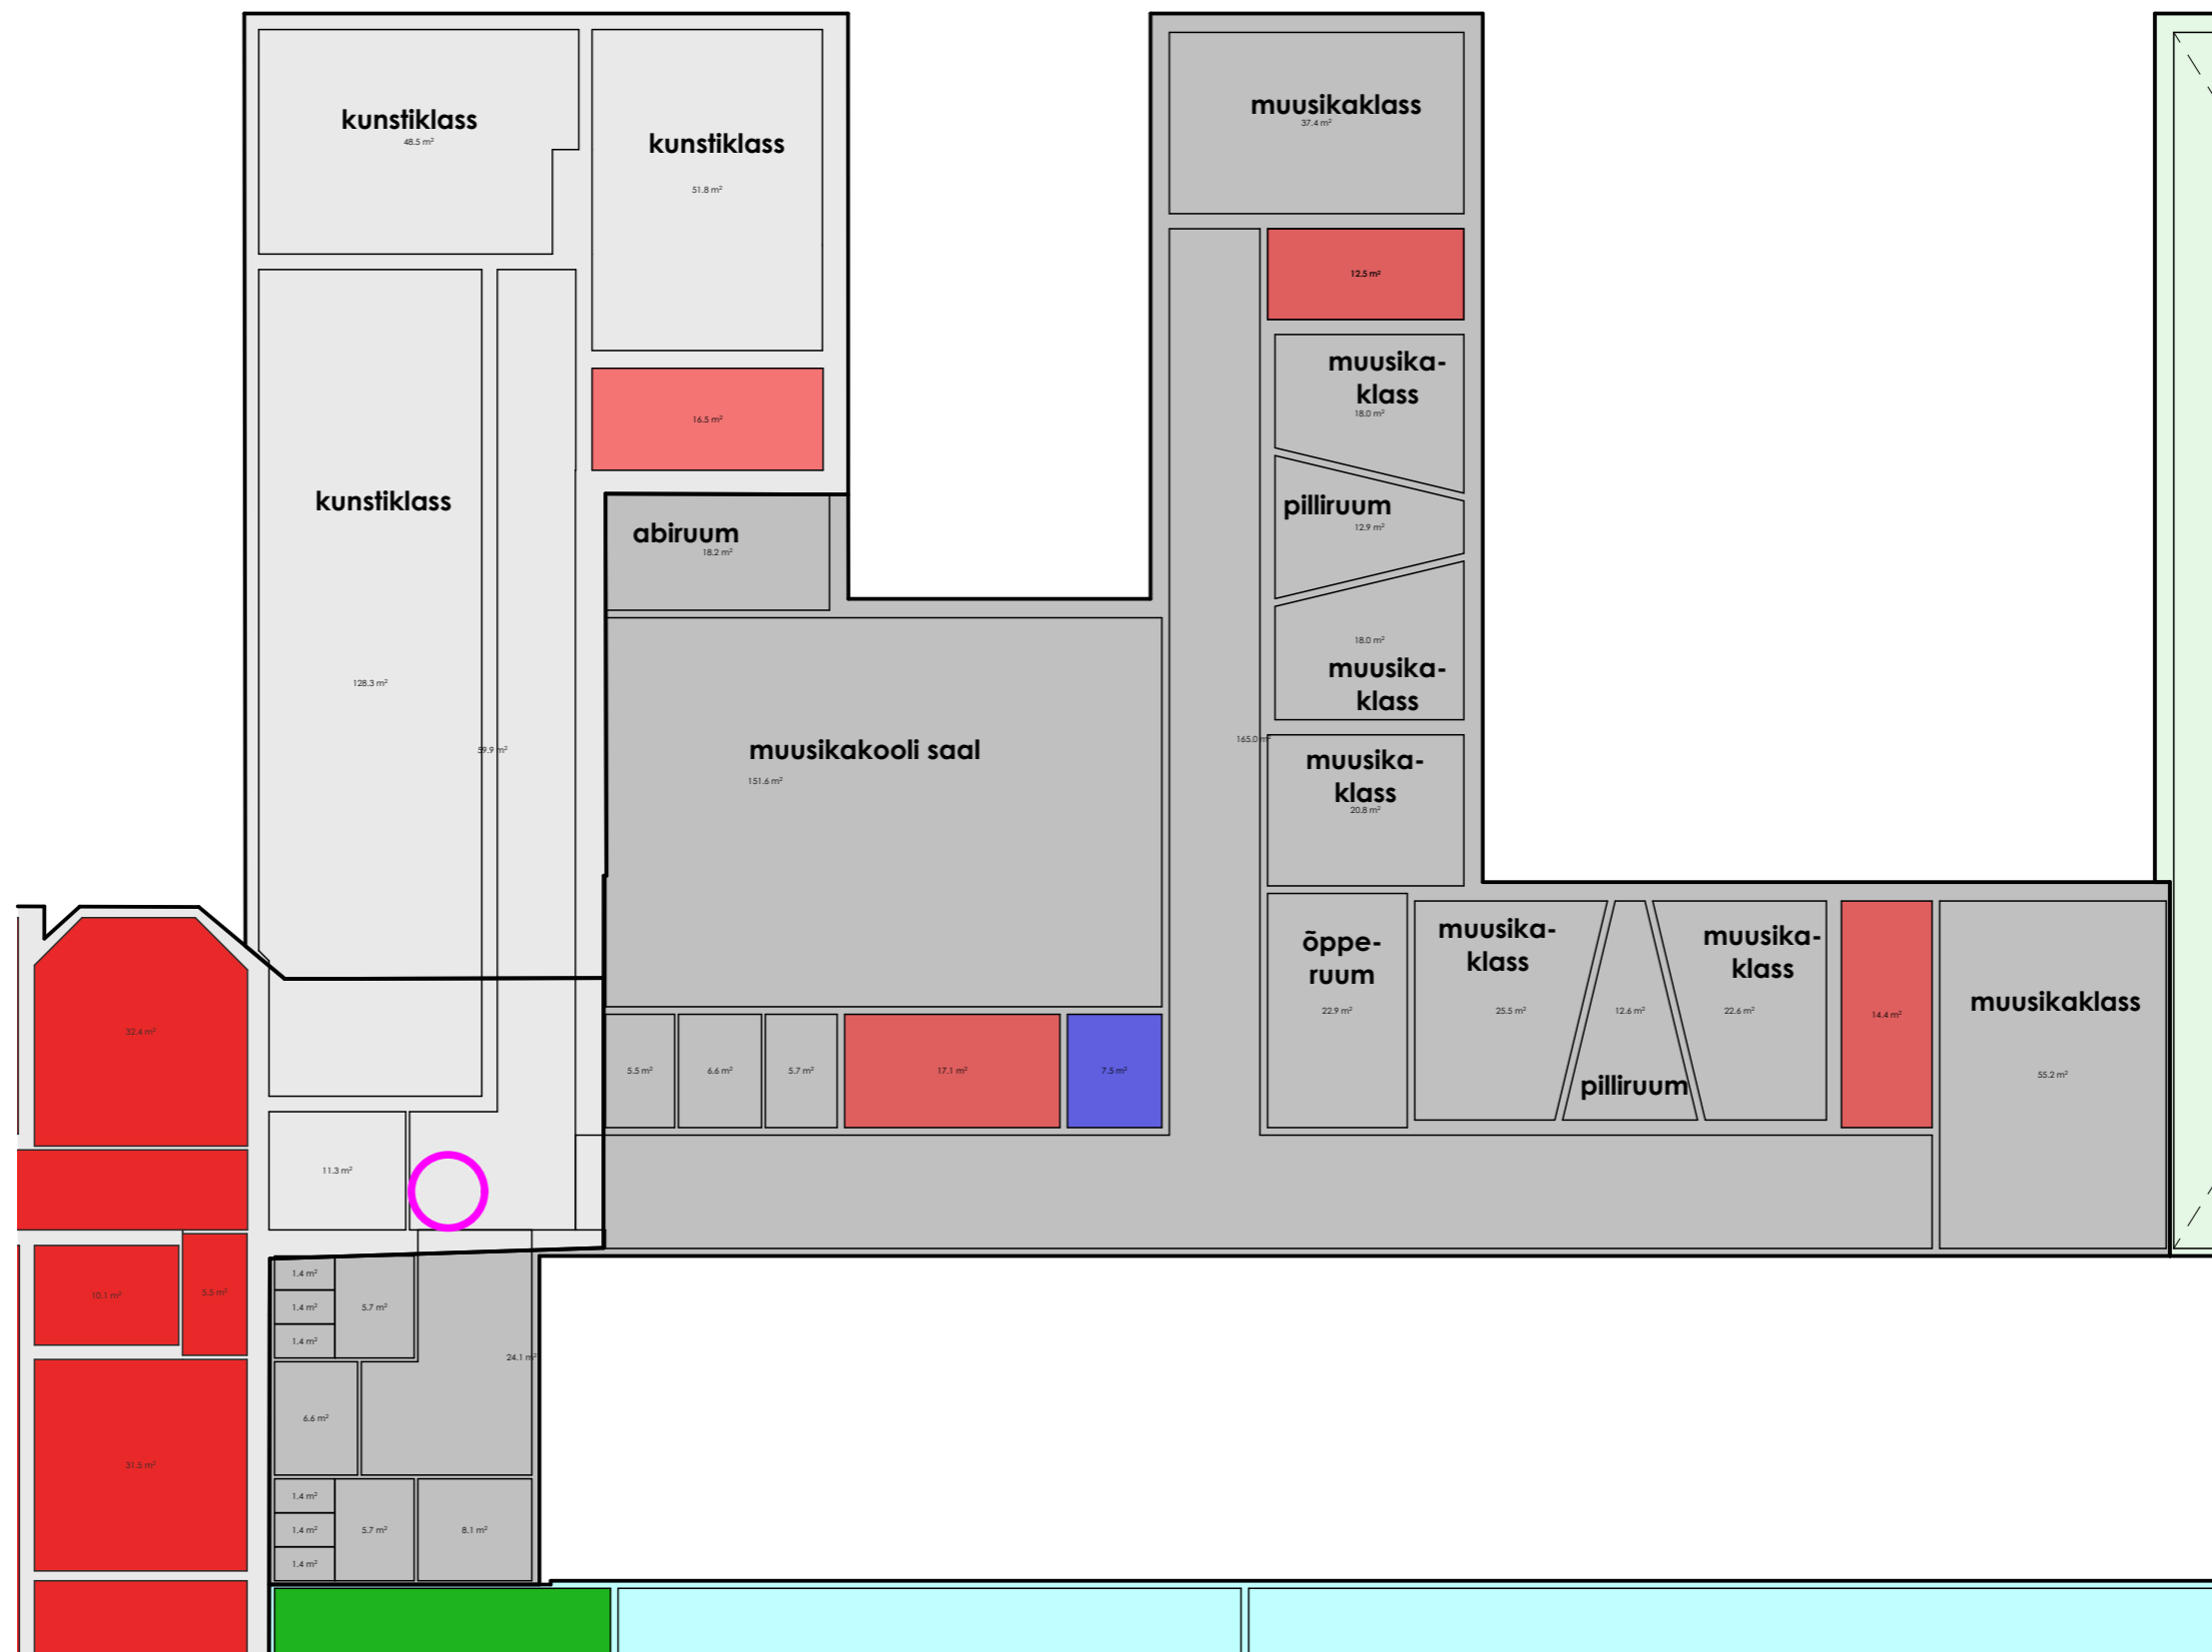 kunstiklass
48.5 m²
kunstiklass
51.8 m²
16.5 m²
kunstiklass
128.3 m²
59.9 m²
abiruum
18.2 m²
muusikakooli saal
151.6 m²
5.5 m²
6.6 m²
5.7 m²
17.1 m²
7.5 m²
muusikaklass
37.4 m²
12.5 m²
muusika-
klass
18.0 m²
pilliruum
12.9 m²
18.0 m²
muusika-
klass
165.0 m²
muusika-
klass
20.8 m²
õppe-
ruum
22.9 m²
muusika-
klass
25.5 m²
12.6 m²
pilliruum
muusika-
klass
22.6 m²
14.4 m²
muusikaklass
55.2 m²
32.4 m²
11.3 m²
10.1 m²
5.5 m²
31.5 m²
1.4 m²
1.4 m²
1.4 m²
5.7 m²
24.1 m²
6.6 m²
1.4 m²
1.4 m²
1.4 m²
5.7 m²
8.1 m²